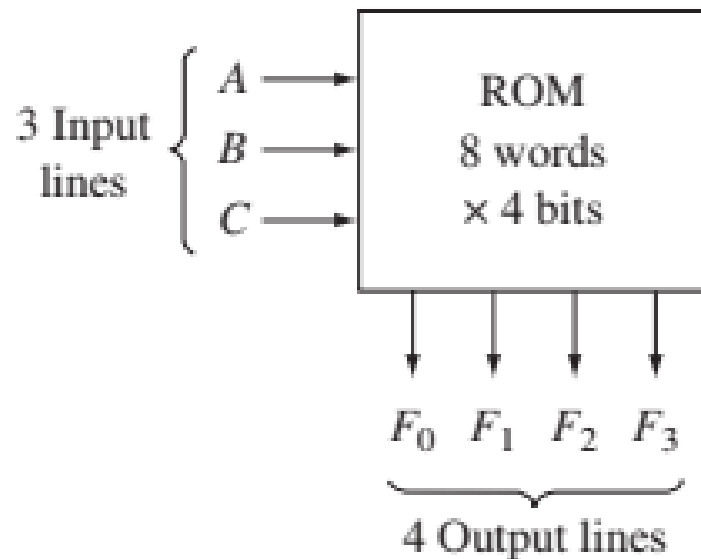 3 Input
lines
A
B
C
ROM
8 words
× 4 bits
F₀ F₁ F₂ F₃
4 Output lines